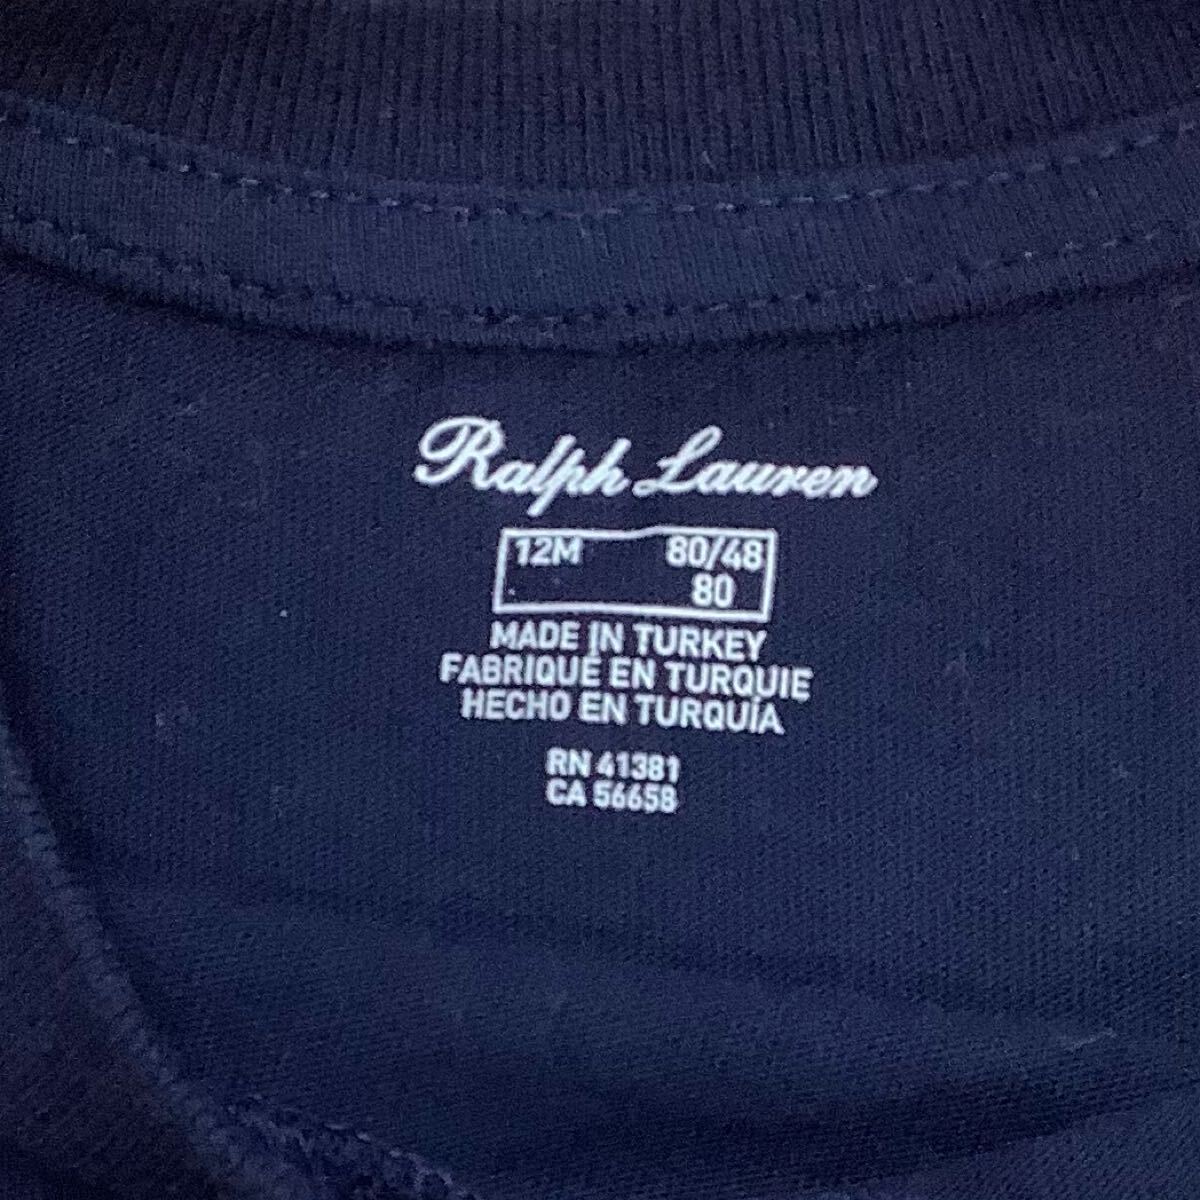 Ralph Lauren
12M 80/48
80
MADE IN TURKEY
FABRIQUÉ EN TURQUIE
HECHO EN TURQUÍA
RN 41381
CA 56658